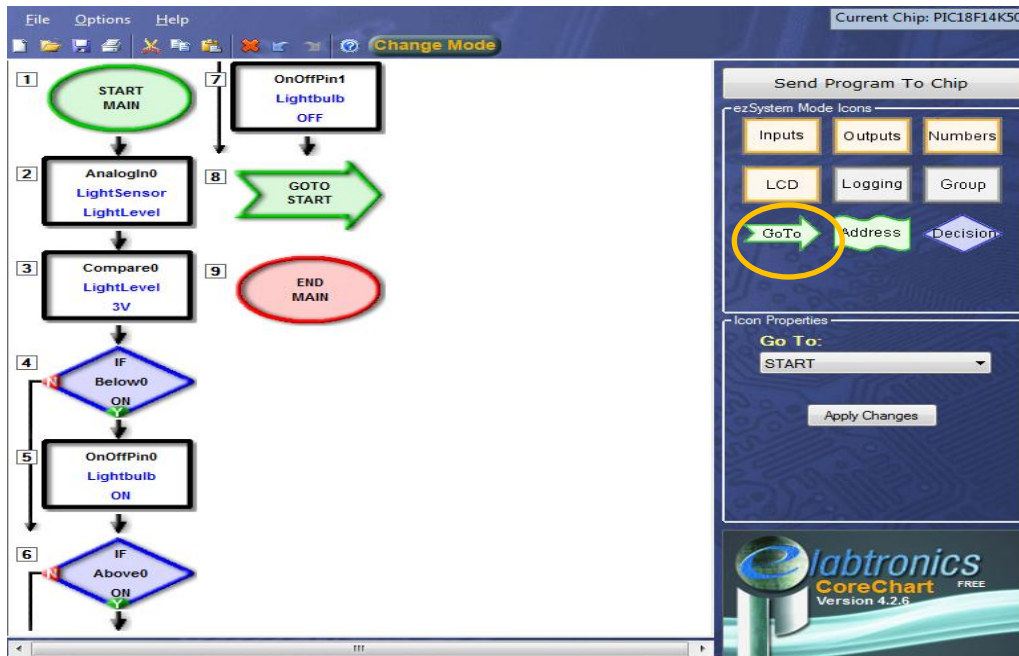 File Options Help
Current Chip: PIC18F14K50
Change Mode
1
START
MAIN
2
AnalogIn0
LightSensor
LightLevel
3
Compare0
LightLevel
3V
4
IF
Below0
ON
N
Y
5
OnOffPin0
Lightbulb
ON
6
IF
Above0
ON
N
Y
7
OnOffPin1
Lightbulb
OFF
8
GOTO
START
9
END
MAIN
Send Program To Chip
ezSystem Mode Icons
Inputs Outputs Numbers
LCD Logging Group
GoTo Address Decision
Icon Properties
Go To:
START
Apply Changes
elabtronics
CoreChart FREE
Version 4.2.6